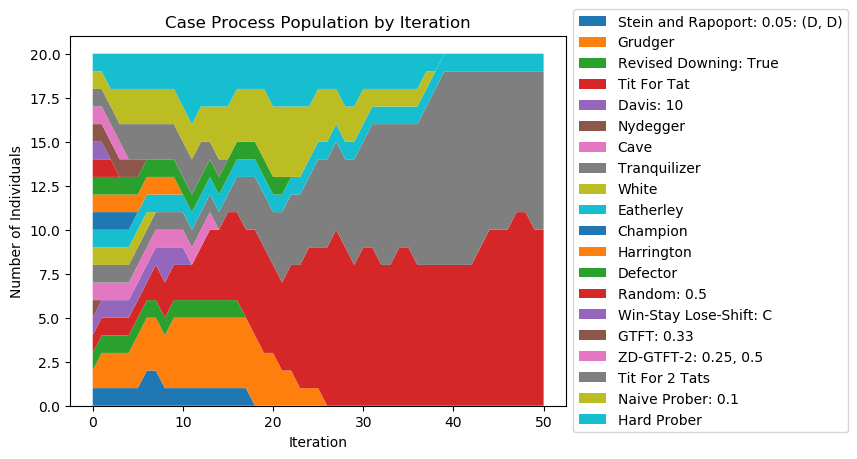 Case Process Population by Iteration
Number of Individuals
20.0
17.5
15.0
12.5
10.0
7.5
5.0
2.5
0.0
0
10
20
30
40
50
Iteration
Stein and Rapoport: 0.05: (D, D)
Grudger
Revised Downing: True
Tit For Tat
Davis: 10
Nydegger
Cave
Tranquilizer
White
Eatherley
Champion
Harrington
Defector
Random: 0.5
Win-Stay Lose-Shift: C
GTFT: 0.33
ZD-GTFT-2: 0.25, 0.5
Tit For 2 Tats
Naive Prober: 0.1
Hard Prober